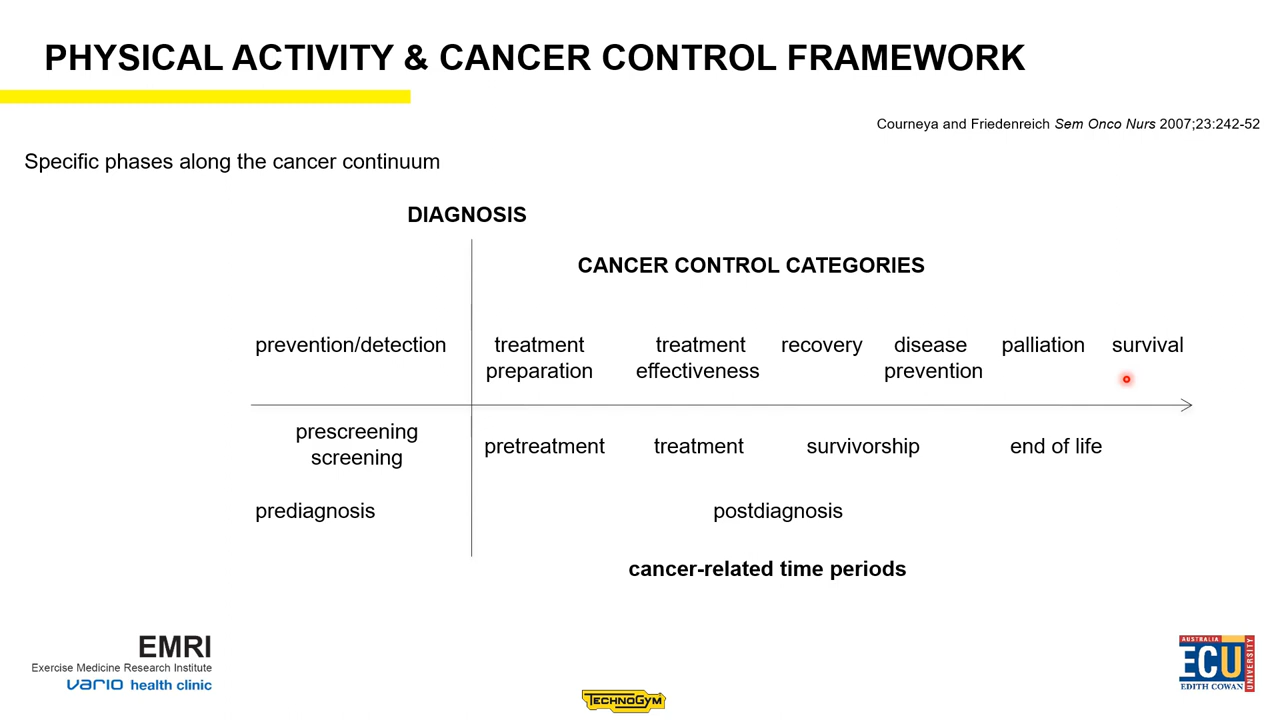 PHYSICAL ACTIVITY & CANCER CONTROL FRAMEWORK
Courneya and Friedenreich Sem Onco Nurs 2007;23:242-52
Specific phases along the cancer continuum
DIAGNOSIS
CANCER CONTROL CATEGORIES
prevention/detection
treatment
preparation
treatment
effectiveness
recovery
disease
prevention
palliation
survival
prescreening
screening
pretreatment
treatment
survivorship
end of life
prediagnosis
postdiagnosis
cancer-related time periods
EMRI
Exercise Medicine Research Institute
vario health clinic
TECHNOGYM
AUSTRALIA
ECU
EDITH COWAN
UNIVERSITY